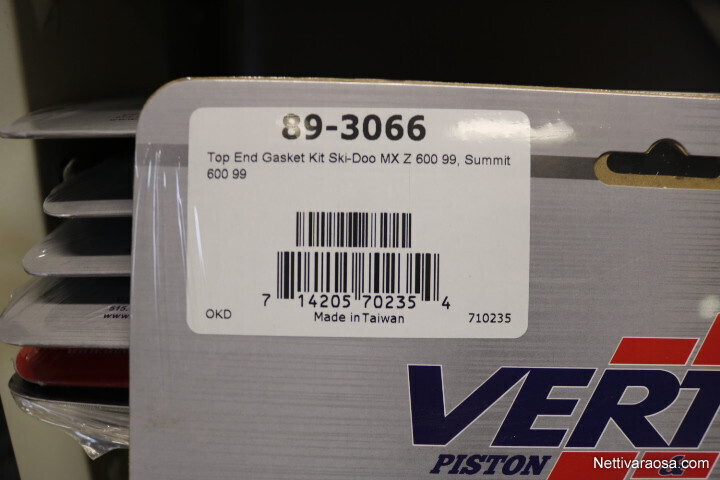 89-3066
Top End Gasket Kit Ski-Doo MX Z 600 99, Summit
600 99
7 14205 70235 4
OKD
Made in Taiwan
710235
VERT
PISTON &
Nettivaraosa.com